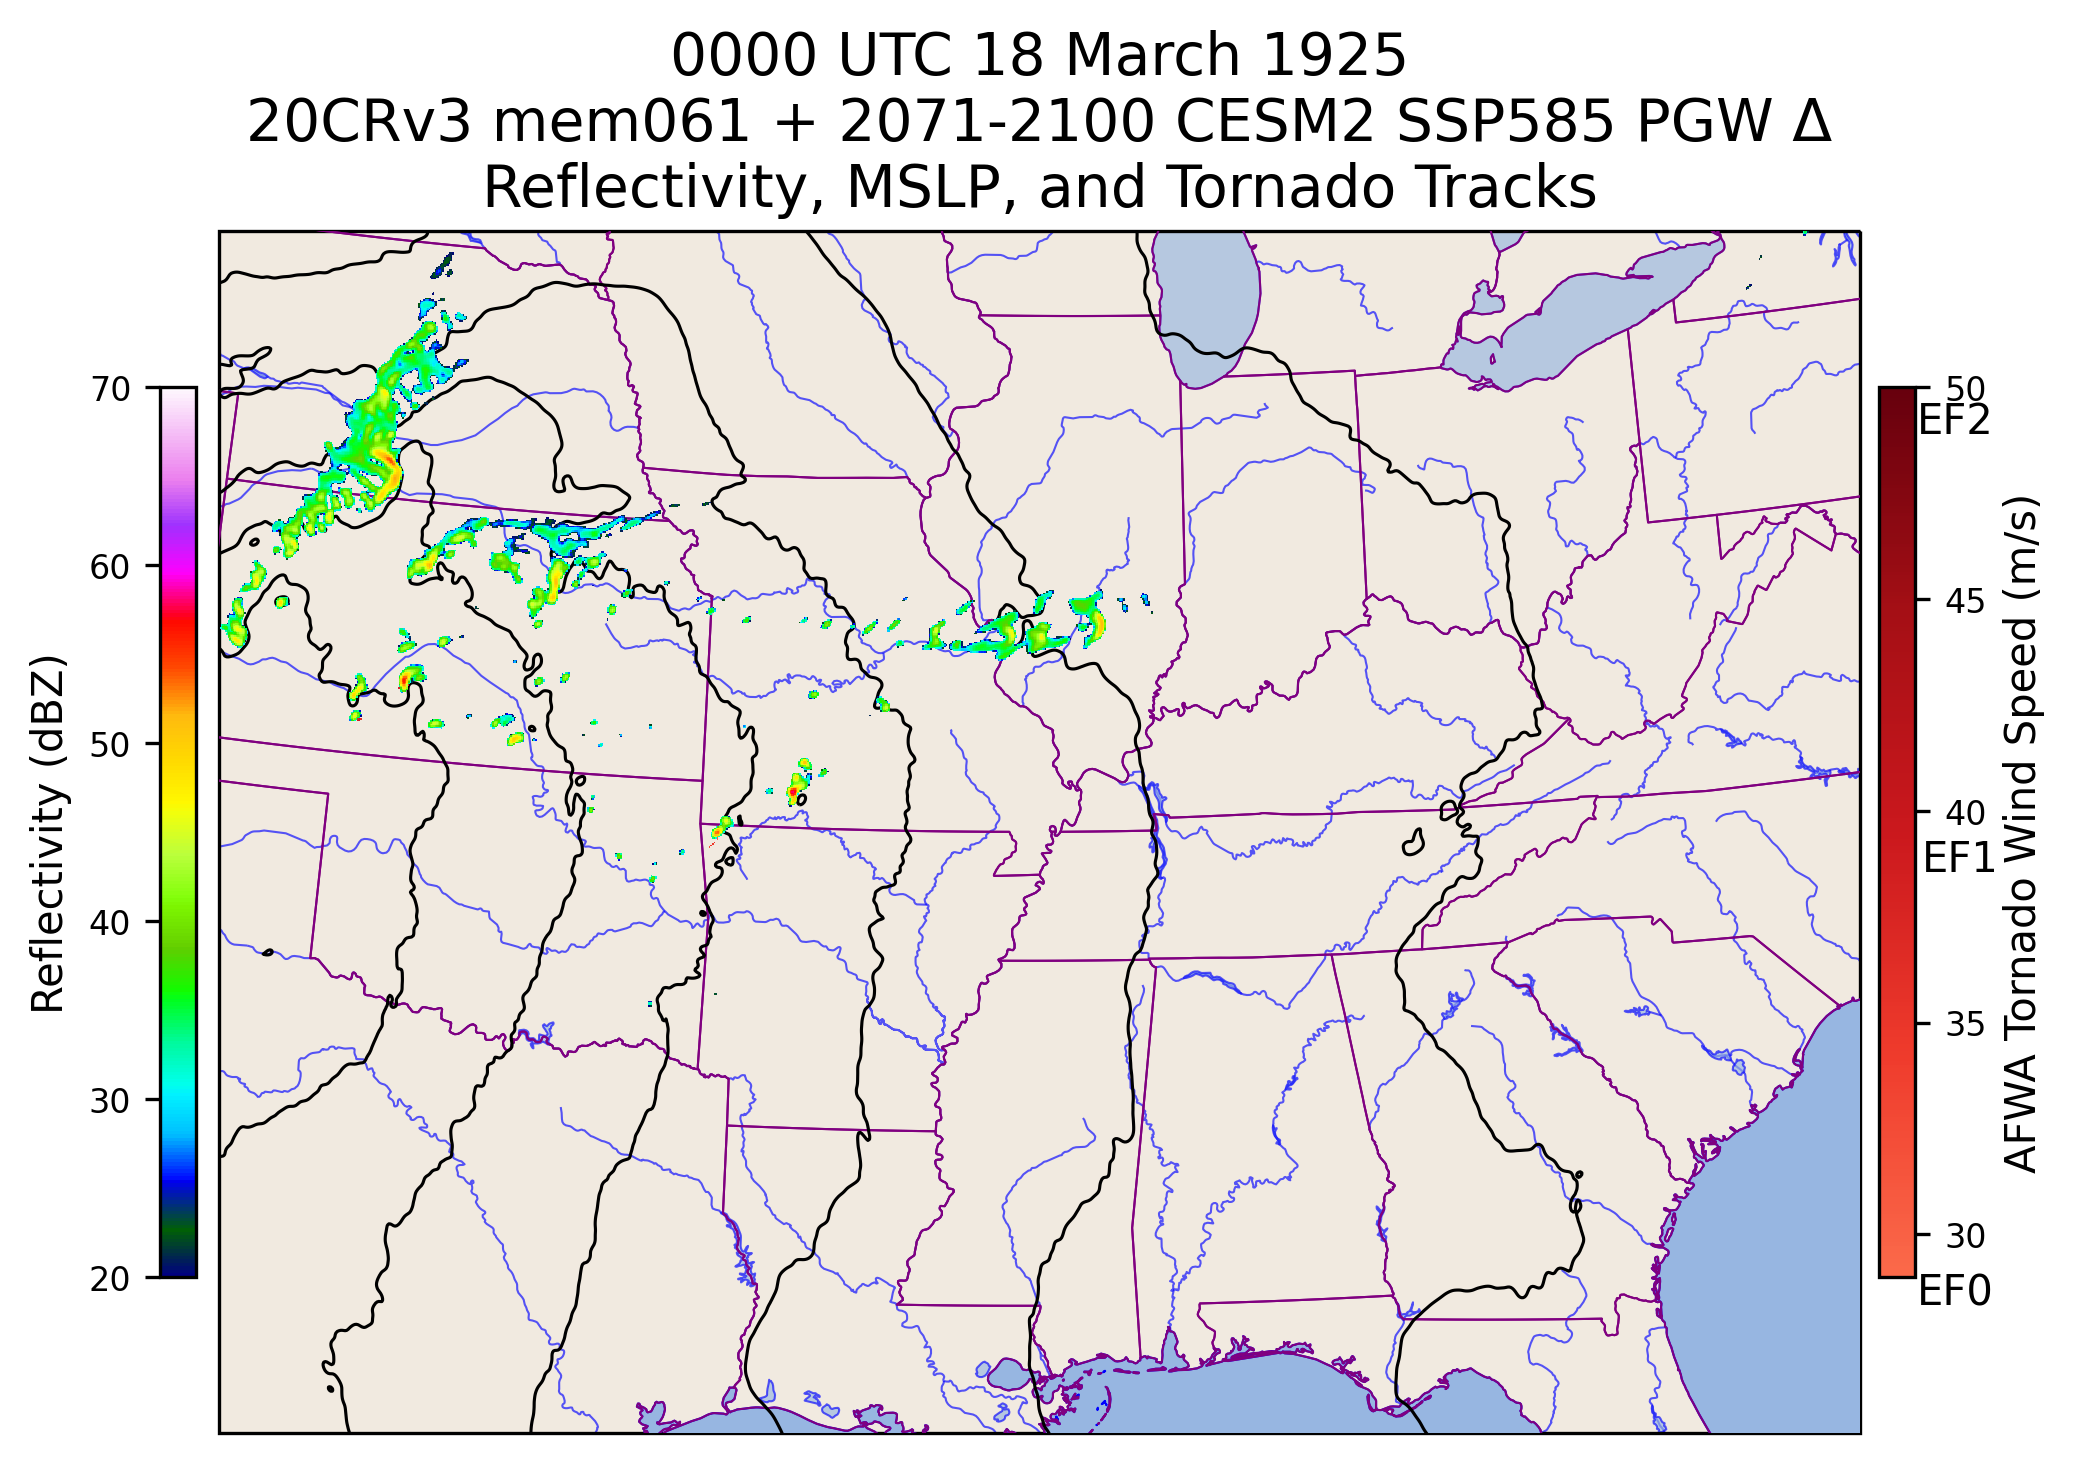 0000 UTC 18 March 1925
20CRv3 mem061 + 2071-2100 CESM2 SSP585 PGW Δ
Reflectivity, MSLP, and Tornado Tracks
Reflectivity (dBZ)
70
60
50
40
30
20
50
EF2
45
40
EF1
35
30
EF0
AFWA Tornado Wind Speed (m/s)